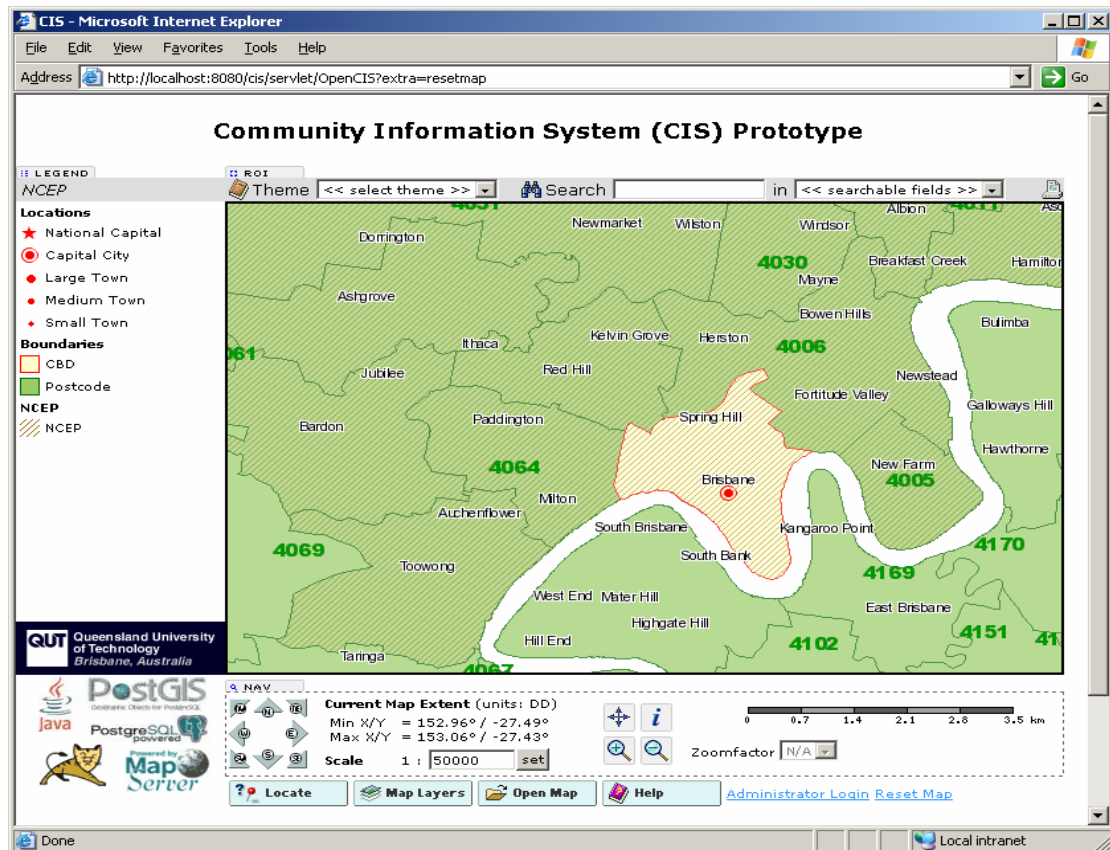 CIS - Microsoft Internet Explorer
File Edit View Favorites Tools Help
Address http://localhost:8080/cis/servlet/OpenCIS?extra=resetmap Go
Community Information System (CIS) Prototype
LEGEND
ROI
NCEP
Theme << select theme >> Search in << searchable fields >>
Locations
National Capital
Capital City
Large Town
Medium Town
Small Town
Boundaries
CBD
Postcode
NCEP
NCEP
Albion
Newmarket Wilston Windsor
Dorrington
4030 Breakfast Creek
Mayne
Ashgrove
Bowen Hills
Bulimba
Kelvin Grove Herston
Ithaca
4006
Jubilee Red Hill
Newstead
Fortitude Valley
Galloways Hill
Paddington Spring Hill
Bardon
Hawthorne
4064
New Farm
Brisbane
4005
Milton
Auchenflower
South Brisbane Kangaroo Point
4069
4170
South Bank
Toowong
4169
West End Mater Hill
East Brisbane
Highgate Hill
Hill End
4102
4151
Taringa
4067
QUT Queensland University
of Technology
Brisbane, Australia
Java
PostGIS
Geographic Objects for PostgreSQL
PostgreSQL
powered
Powered by
Map
Server
NAV
Current Map Extent (units: DD)
Min X/Y = 152.96° / -27.49°
Max X/Y = 153.06° / -27.43°
Scale 1 : 50000 set
N
W E
S
i
0 0.7 1.4 2.1 2.8 3.5 km
Zoomfactor N/A
Locate Map Layers Open Map Help Administrator Login Reset Map
Done Local intranet